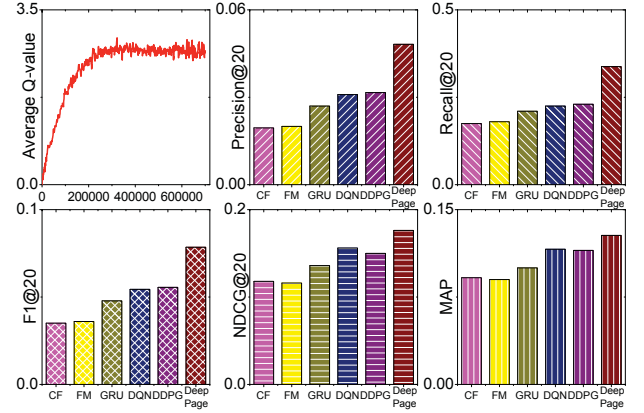 3.5
Average Q-value
0.0
0 200000 400000 600000
0.06
Precision@20
0.00
CF FM GRU DQN DDPG Deep Page
0.5
Recall@20
0.0
CF FM GRU DQN DDPG Deep Page
0.1
F1@20
0.0
CF FM GRU DQN DDPG Deep Page
0.2
NDCG@20
0.0
CF FM GRU DQN DDPG Deep Page
0.15
MAP
0.00
CF FM GRU DQN DDPG Deep Page